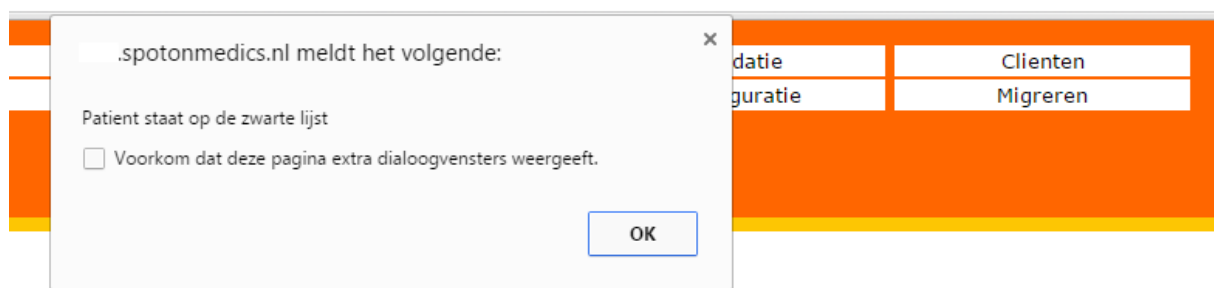 .spotonmedics.nl meldt het volgende:
×
datie
Clienten
guratie
Migreren
Patient staat op de zwarte lijst
Voorkom dat deze pagina extra dialoogvensters weergeeft.
OK